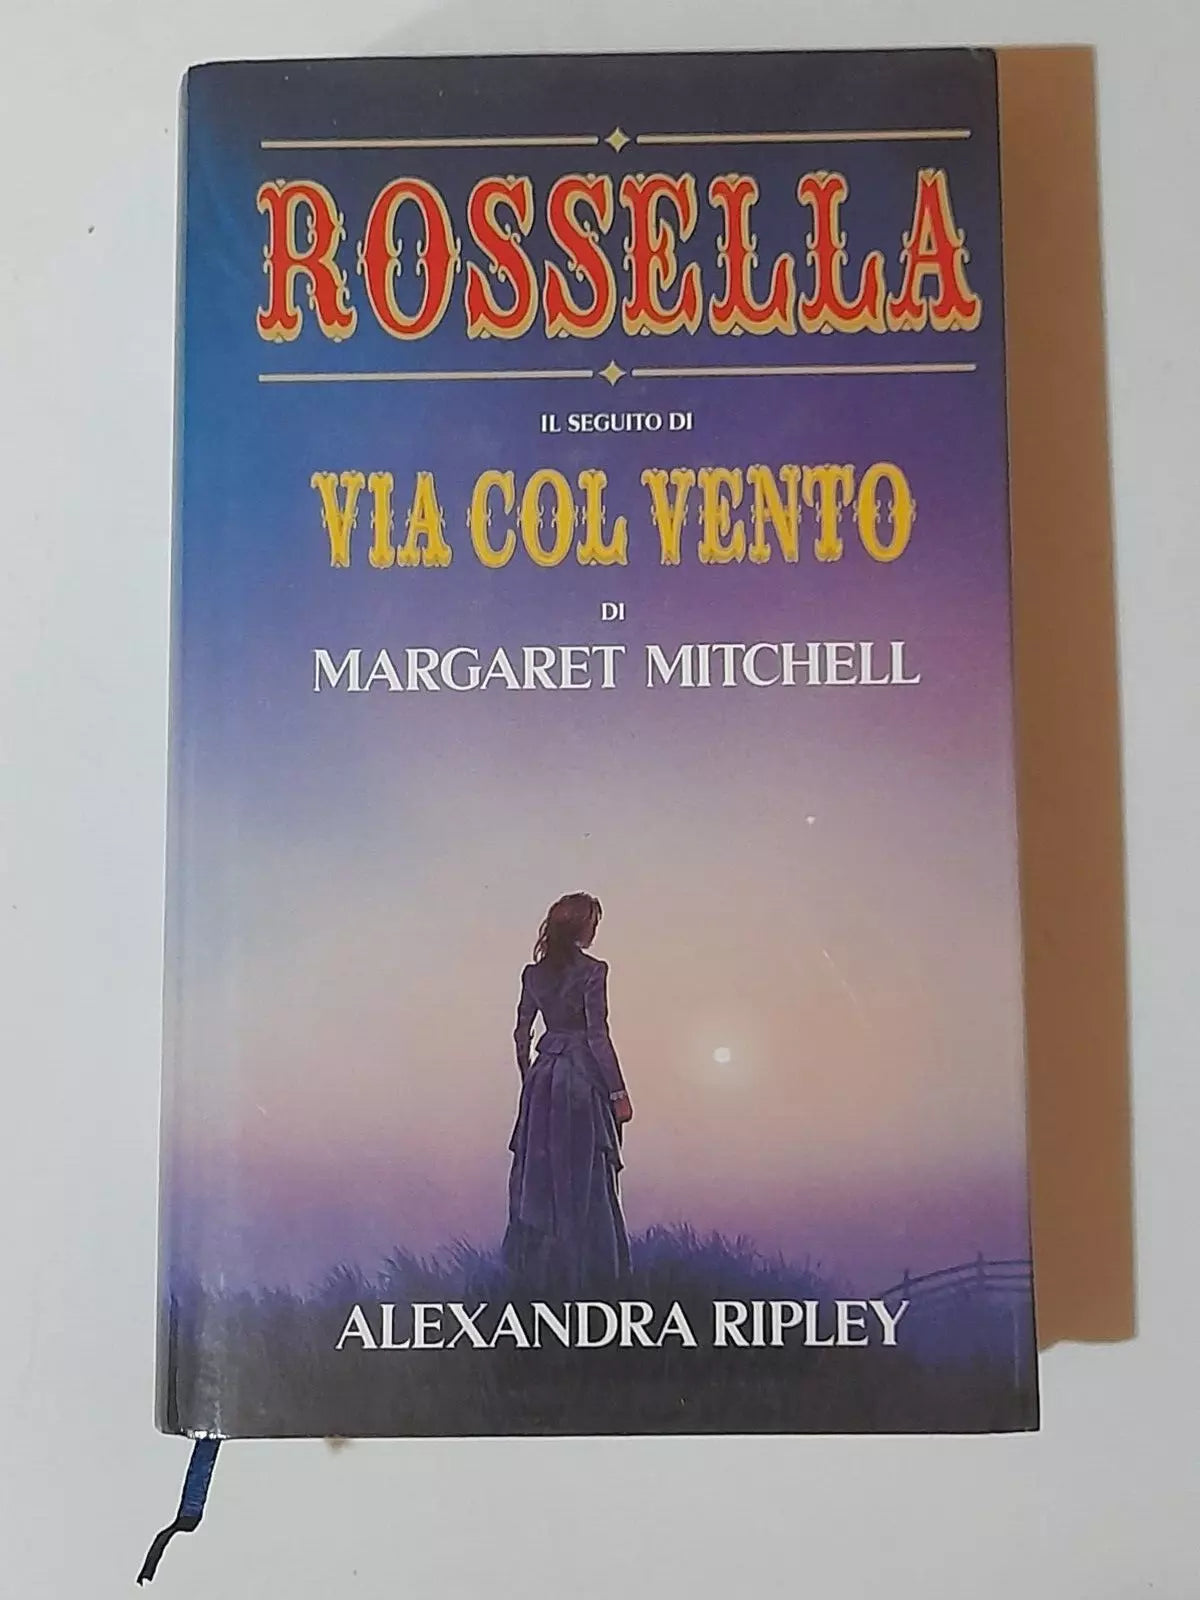 ROSSELLA
IL SEGUITO DI
VIA COL VENTO
DI
MARGARET MITCHELL
ALEXANDRA RIPLEY